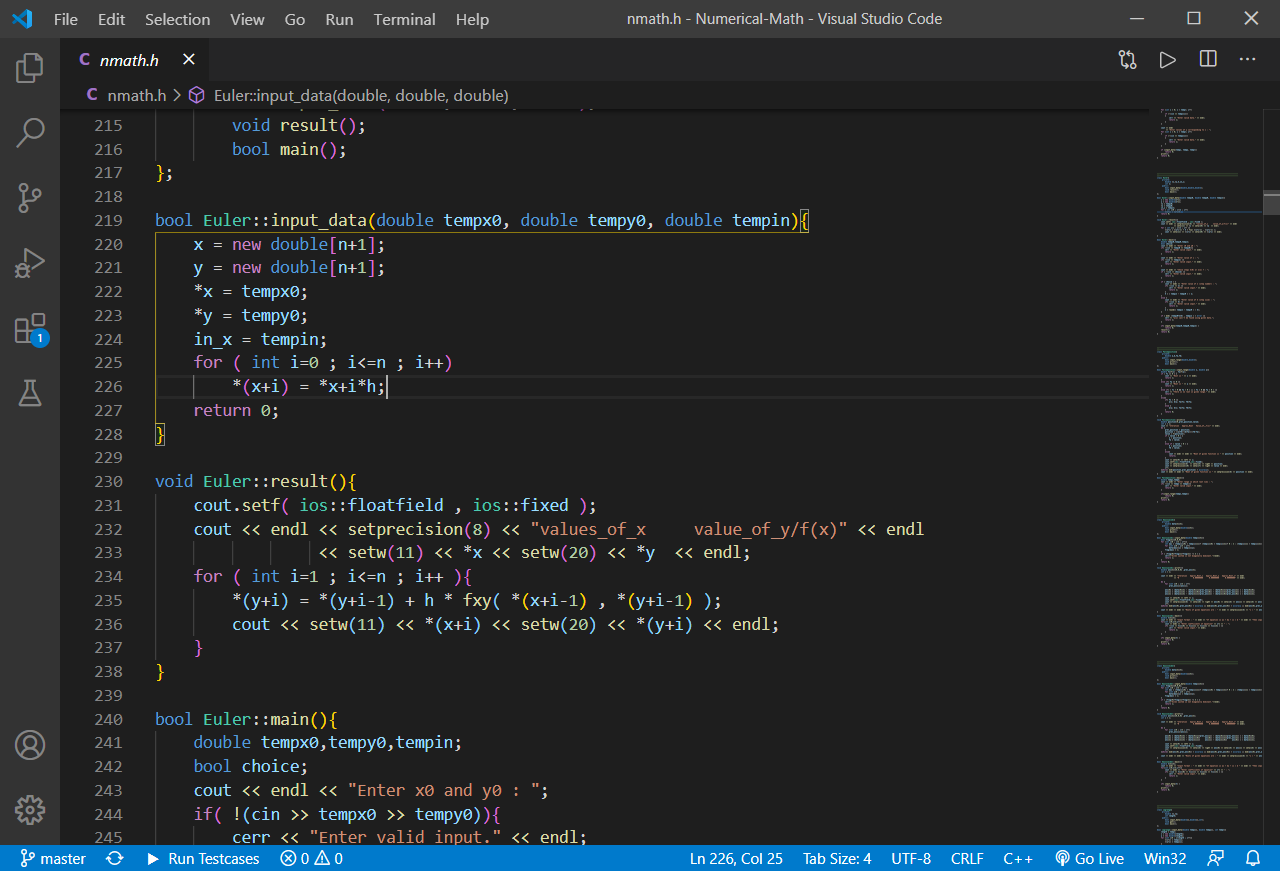 File Edit Selection View Go Run Terminal Help nmath.h - Numerical-Math - Visual Studio Code
C nmath.h
C nmath.h > Euler::input_data(double, double, double)
215 void result();
216 bool main();
217 };
218
219 bool Euler::input_data(double tempx0, double tempy0, double tempin){
220 x = new double[n+1];
221 y = new double[n+1];
222 *x = tempx0;
223 *y = tempy0;
224 in_x = tempin;
225 for ( int i=0 ; i<=n ; i++)
226 *(x+i) = *x+i*h;
227 return 0;
228 }
229
230 void Euler::result(){
231 cout.setf( ios::floatfield , ios::fixed );
232 cout << endl << setprecision(8) << "values_of_x     value_of_y/f(x)" << endl
233 << setw(11) << *x << setw(20) << *y  << endl;
234 for ( int i=1 ; i<=n ; i++ ){
235 *(y+i) = *(y+i-1) + h * fxy( *(x+i-1) , *(y+i-1) );
236 cout << setw(11) << *(x+i) << setw(20) << *(y+i) << endl;
237 }
238 }
239
240 bool Euler::main(){
241 double tempx0,tempy0,tempin;
242 bool choice;
243 cout << endl << "Enter x0 and y0 : ";
244 if( !(cin >> tempx0 >> tempy0)){
245 cerr << "Enter valid input." << endl;
1
master Run Testcases 0 0 Ln 226, Col 25 Tab Size: 4 UTF-8 CRLF C++ Go Live Win32